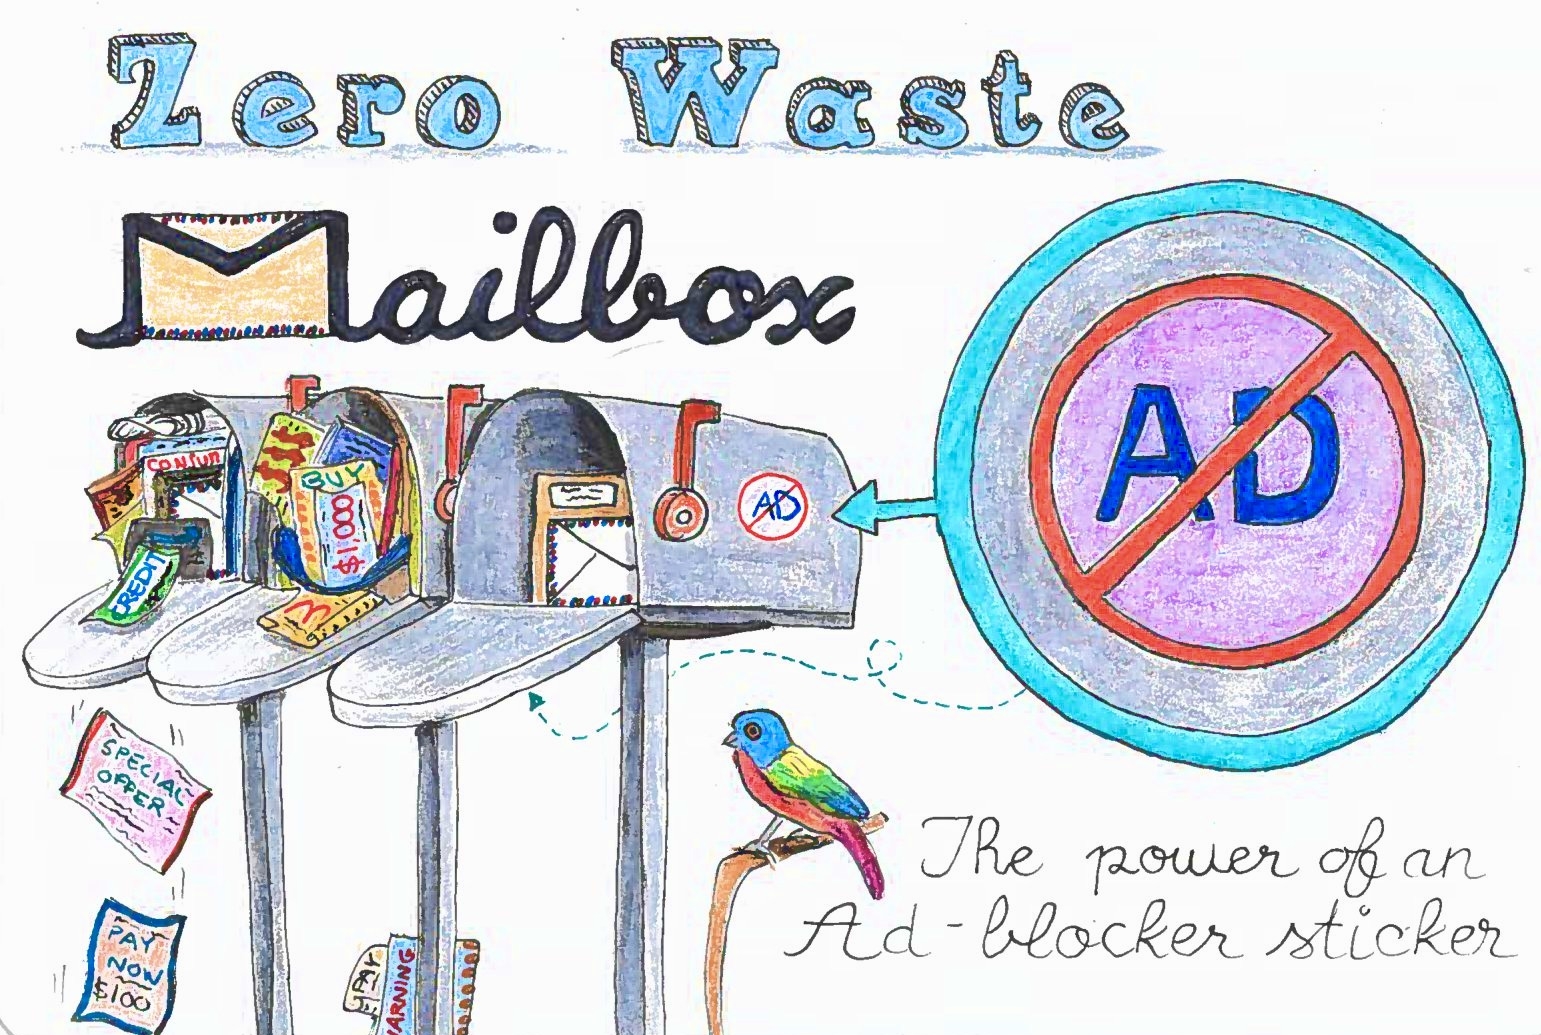 Zero Waste
Mailbox
BUY
$1,000
CREDIT
AD
AD
SPECIAL
OFFER
PAY
NOW
$100
PAY
The power of an
Ad-blocker sticker